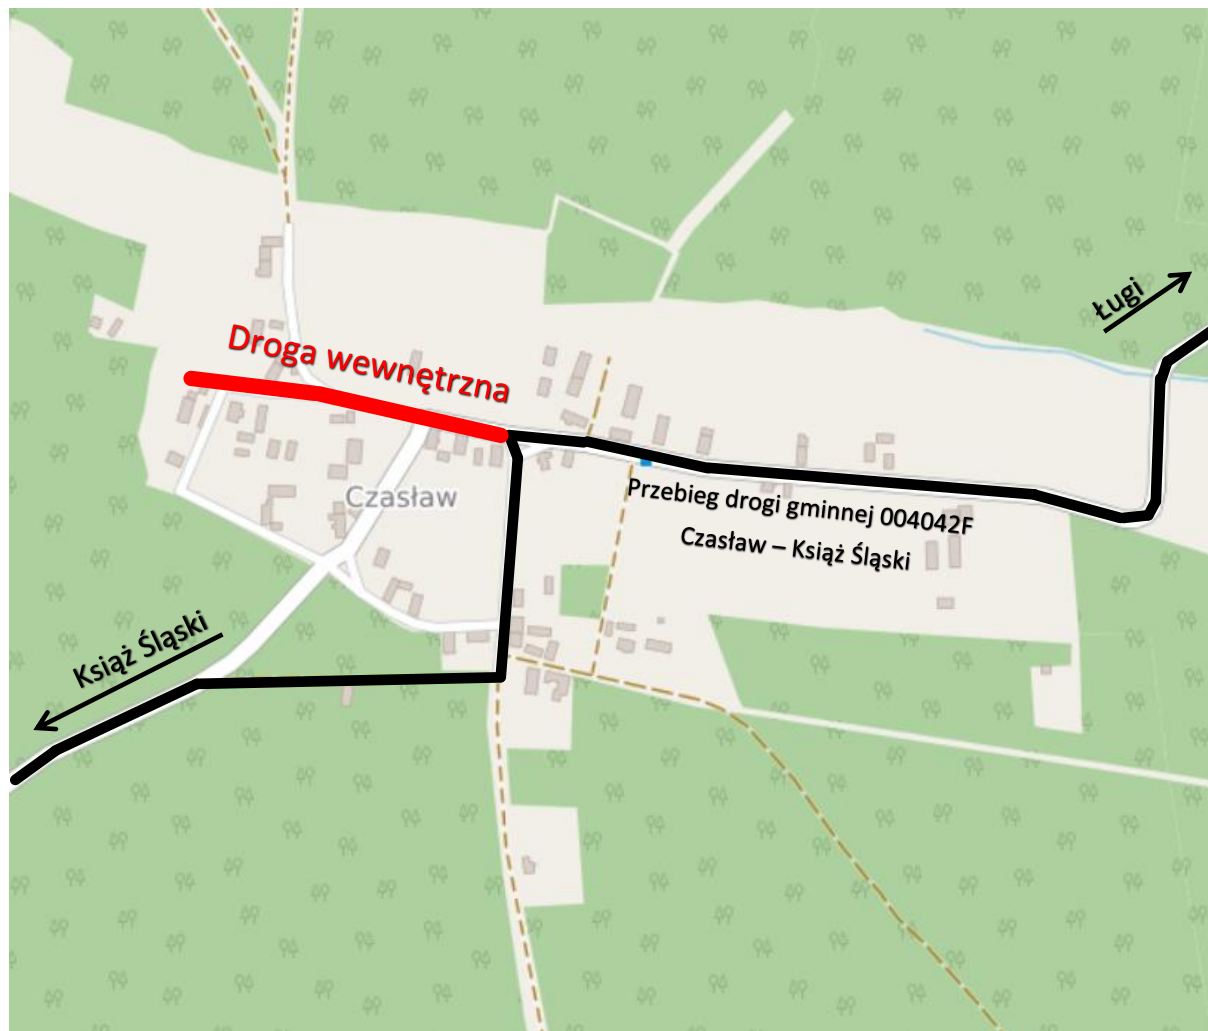 Ługi
Droga wewnętrzna
Czasław
Przebieg drogi gminnej 004042F
Czasław – Książ Śląski
Książ Śląski